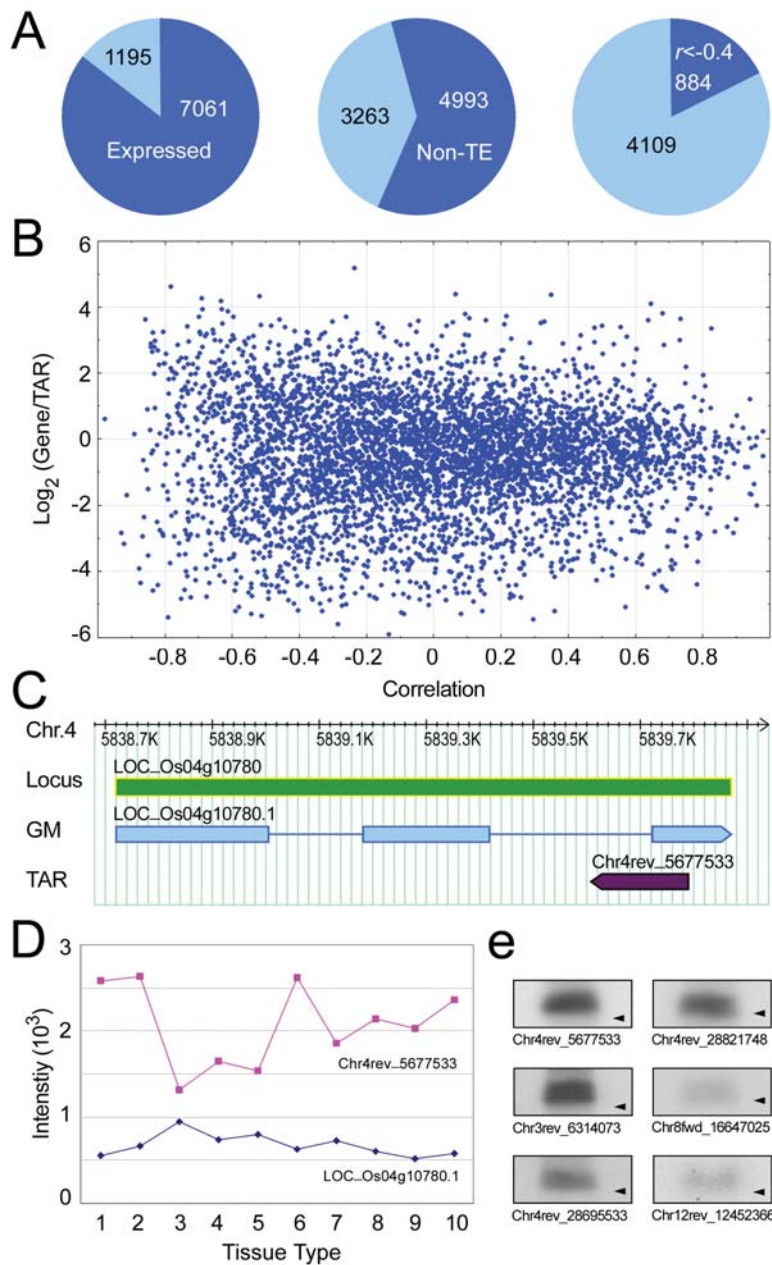 A
1195
7061
Expressed
3263
4993
Non-TE
r<-0.4
884
4109
B
6
4
2
0
-2
-4
-6
Log2 (Gene/TAR)
-0.8 -0.6 -0.4 -0.2 0 0.2 0.4 0.6 0.8
Correlation
C
Chr.4
5838.7K 5838.9K 5839.1K 5839.3K 5839.5K 5839.7K
Locus
LOC_Os04g10780
GM
LOC_Os04g10780.1
TAR
Chr4rev_5677533
D
3
2
1
0
Intenstiy (10³)
Chr4rev_5677533
LOC_Os04g10780.1
1 2 3 4 5 6 7 8 9 10
Tissue Type
e
Chr4rev_5677533
Chr4rev_28821748
Chr3rev_6314073
Chr8fwd_16647025
Chr4rev_28695533
Chr12rev_12452366